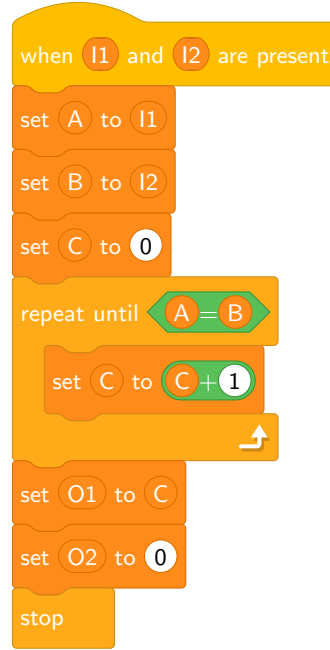 when I1 and I2 are present
set A to I1
set B to I2
set C to 0
repeat until A = B
set C to C + 1
set O1 to C
set O2 to 0
stop